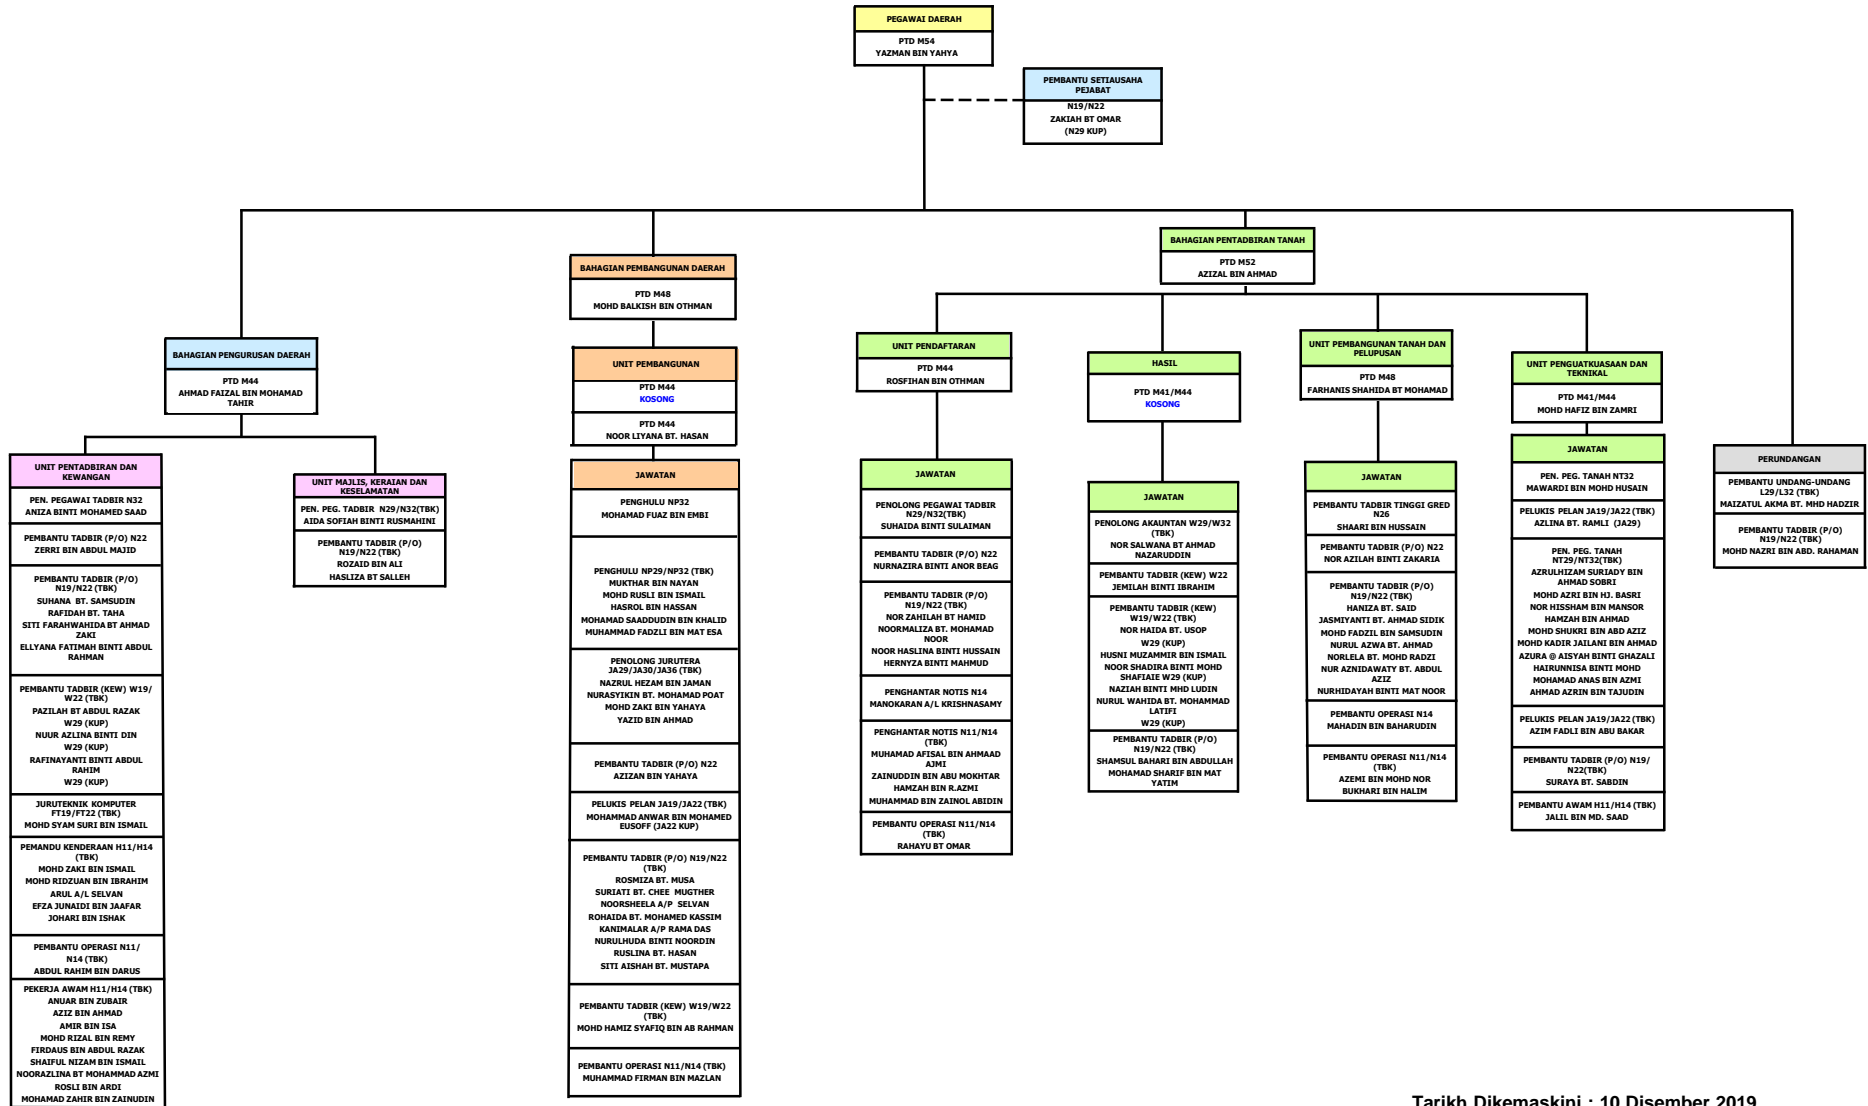 PEGAWAI DAERAH
PTD M54
YAZMAN BIN YAHYA
PEMBANTU SETIAUSAHA
PEJABAT
N19/N22
ZAKIAH BT OMAR
(N29 KUP)
BAHAGIAN PENGURUSAN DAERAH
PTD M44
AHMAD FAIZAL BIN MOHAMAD
TAHIR
UNIT PENTADBIRAN DAN
KEWANGAN
PEN. PEGAWAI TADBIR N32
ANIZA BINTI MOHAMED SAAD
PEMBANTU TADBIR (P/O) N22
ZERRI BIN ABDUL MAJID
PEMBANTU TADBIR (P/O)
N19/N22 (TBK)
SUHANA BT. SAMSUDIN
RAFIDAH BT. TAHA
SITI FARAHWAHIDA BT AHMAD
ZAKI
ELLYANA FATIMAH BINTI ABDUL
RAHMAN
PEMBANTU TADBIR (KEW) W19/
W22 (TBK)
PAZILAH BT ABDUL RAZAK
W29 (KUP)
NUUR AZLINA BINTI DIN
W29 (KUP)
RAFINAYANTI BINTI ABDUL
RAHIM
W29 (KUP)
JURUTEKNIK KOMPUTER
FT19/FT22 (TBK)
MOHD SYAM SURI BIN ISMAIL
PEMANDU KENDERAAN H11/H14
(TBK)
MOHD ZAKI BIN ISMAIL
MOHD RIDZUAN BIN IBRAHIM
ARUL A/L SELVAN
EFZA JUNAIDI BIN JAAFAR
JOHARI BIN ISHAK
PEMBANTU OPERASI N11/
N14 (TBK)
ABDUL RAHIM BIN DARUS
PEKERJA AWAM H11/H14 (TBK)
ANUAR BIN ZUBAIR
AZIZ BIN AHMAD
AMIR BIN ISA
MOHD RIZAL BIN REMY
FIRDAUS BIN ABDUL RAZAK
SHAIFUL NIZAM BIN ISMAIL
NOORAZLINA BT MOHAMMAD AZMI
ROSLI BIN ARDI
MOHAMAD ZAHIR BIN ZAINUDIN
UNIT MAJLIS, KERAIAN DAN
KESELAMATAN
PEN. PEG. TADBIR N29/N32(TBK)
AIDA SOFIAH BINTI RUSMAHINI
PEMBANTU TADBIR (P/O)
N19/N22 (TBK)
ROZAID BIN ALI
HASLIZA BT SALLEH
BAHAGIAN PEMBANGUNAN DAERAH
PTD M48
MOHD BALKISH BIN OTHMAN
UNIT PEMBANGUNAN
PTD M44
KOSONG
PTD M44
NOOR LIYANA BT. HASAN
JAWATAN
PENGHULU NP32
MOHAMAD FUAZ BIN EMBI
PENGHULU NP29/NP32 (TBK)
MUKTHAR BIN NAYAN
MOHD RUSLI BIN ISMAIL
HASROL BIN HASSAN
MOHAMAD SAADDUDIN BIN KHALID
MUHAMMAD FADZLI BIN MAT ESA
PENOLONG JURUTERA
JA29/JA30/JA36 (TBK)
NAZRUL HEZAM BIN JAMAN
NURASYIKIN BT. MOHAMAD POAT
MOHD ZAKI BIN YAHAYA
YAZID BIN AHMAD
PEMBANTU TADBIR (P/O) N22
AZIZAN BIN YAHAYA
PELUKIS PELAN JA19/JA22 (TBK)
MOHAMMAD ANWAR BIN MOHAMED
EUSOFF (JA22 KUP)
PEMBANTU TADBIR (P/O) N19/N22
(TBK)
ROSMIZA BT. MUSA
SURIATI BT. CHEE MUGTHER
NOORSHEELA A/P SELVAN
ROHAIDA BT. MOHAMED KASSIM
KANIMALAR A/P RAMA DAS
NURULHUDA BINTI NOORDIN
RUSLINA BT. HASAN
SITI AISHAH BT. MUSTAPA
PEMBANTU TADBIR (KEW) W19/W22
(TBK)
MOHD HAMIZ SYAFIQ BIN AB RAHMAN
PEMBANTU OPERASI N11/N14 (TBK)
MUHAMMAD FIRMAN BIN MAZLAN
BAHAGIAN PENTADBIRAN TANAH
PTD M52
AZIZAL BIN AHMAD
UNIT PENDAFTARAN
PTD M44
ROSFIHAN BIN OTHMAN
JAWATAN
PENOLONG PEGAWAI TADBIR
N29/N32(TBK)
SUHAIDA BINTI SULAIMAN
PEMBANTU TADBIR (P/O) N22
NURNAZIRA BINTI ANOR BEAG
PEMBANTU TADBIR (P/O)
N19/N22 (TBK)
NOR ZAHILAH BT HAMID
NOORMALIZA BT. MOHAMAD
NOOR
NOOR HASLINA BINTI HUSSAIN
HERNYZA BINTI MAHMUD
PENGHANTAR NOTIS N14
MANOKARAN A/L KRISHNASAMY
PENGHANTAR NOTIS N11/N14
(TBK)
MUHAMAD AFISAL BIN AHMAAD
AJMI
ZAINUDDIN BIN ABU MOKHTAR
HAMZAH BIN R.AZMI
MUHAMMAD BIN ZAINOL ABIDIN
PEMBANTU OPERASI N11/N14
(TBK)
RAHAYU BT OMAR
HASIL
PTD M41/M44
KOSONG
JAWATAN
PENOLONG AKAUNTAN W29/W32
(TBK)
NOR SALWANA BT AHMAD
NAZARUDDIN
PEMBANTU TADBIR (KEW) W22
JEMILAH BINTI IBRAHIM
PEMBANTU TADBIR (KEW)
W19/W22 (TBK)
NOR HAIDA BT. USOP
W29 (KUP)
HUSNI MUZAMMIR BIN ISMAIL
NOOR SHADIRA BINTI MOHD
SHAFIAIE W29 (KUP)
NAZIAH BINTI MHD LUDIN
NURUL WAHIDA BT. MOHAMMAD
LATIFI
W29 (KUP)
PEMBANTU TADBIR (P/O)
N19/N22 (TBK)
SHAMSUL BAHARI BIN ABDULLAH
MOHAMAD SHARIF BIN MAT
YATIM
UNIT PEMBANGUNAN TANAH DAN
PELUPUSAN
PTD M48
FARHANIS SHAHIDA BT MOHAMAD
JAWATAN
PEMBANTU TADBIR TINGGI GRED
N26
SHAARI BIN HUSSAIN
PEMBANTU TADBIR (P/O) N22
NOR AZILAH BINTI ZAKARIA
PEMBANTU TADBIR (P/O)
N19/N22 (TBK)
HANIZA BT. SAID
JASMIYANTI BT. AHMAD SIDIK
MOHD FADZIL BIN SAMSUDIN
NURUL AZWA BT. AHMAD
NORLELA BT. MOHD RADZI
NUR AZNIDAWATY BT. ABDUL
AZIZ
NURHIDAYAH BINTI MAT NOOR
PEMBANTU OPERASI N14
MAHADIN BIN BAHARUDIN
PEMBANTU OPERASI N11/N14
(TBK)
AZEMI BIN MOHD NOR
BUKHARI BIN HALIM
UNIT PENGUATKUASAAN DAN
TEKNIKAL
PTD M41/M44
MOHD HAFIZ BIN ZAMRI
JAWATAN
PEN. PEG. TANAH NT32
MAWARDI BIN MOHD HUSAIN
PELUKIS PELAN JA19/JA22 (TBK)
AZLINA BT. RAMLI (JA29)
PEN. PEG. TANAH
NT29/NT32(TBK)
AZRULHIZAM SURIADY BIN
AHMAD SOBRI
MOHD AZRI BIN HJ. BASRI
NOR HISSHAM BIN MANSOR
HAMZAH BIN AHMAD
MOHD SHUKRI BIN ABD AZIZ
MOHD KADIR JAILANI BIN AHMAD
AZURA @ AISYAH BINTI GHAZALI
HAIRUNNISA BINTI MOHD
MOHAMAD ANAS BIN AZMI
AHMAD AZRIN BIN TAJUDIN
PELUKIS PELAN JA19/JA22 (TBK)
AZIM FADLI BIN ABU BAKAR
PEMBANTU TADBIR (P/O) N19/
N22(TBK)
SURAYA BT. SABDIN
PEMBANTU AWAM H11/H14 (TBK)
JALIL BIN MD. SAAD
PERUNDANGAN
PEMBANTU UNDANG-UNDANG
L29/L32 (TBK)
MAIZATUL AKMA BT. MHD HADZIR
PEMBANTU TADBIR (P/O)
N19/N22 (TBK)
MOHD NAZRI BIN ABD. RAHAMAN
Tarikh Dikemaskini : 10 Disember 2019